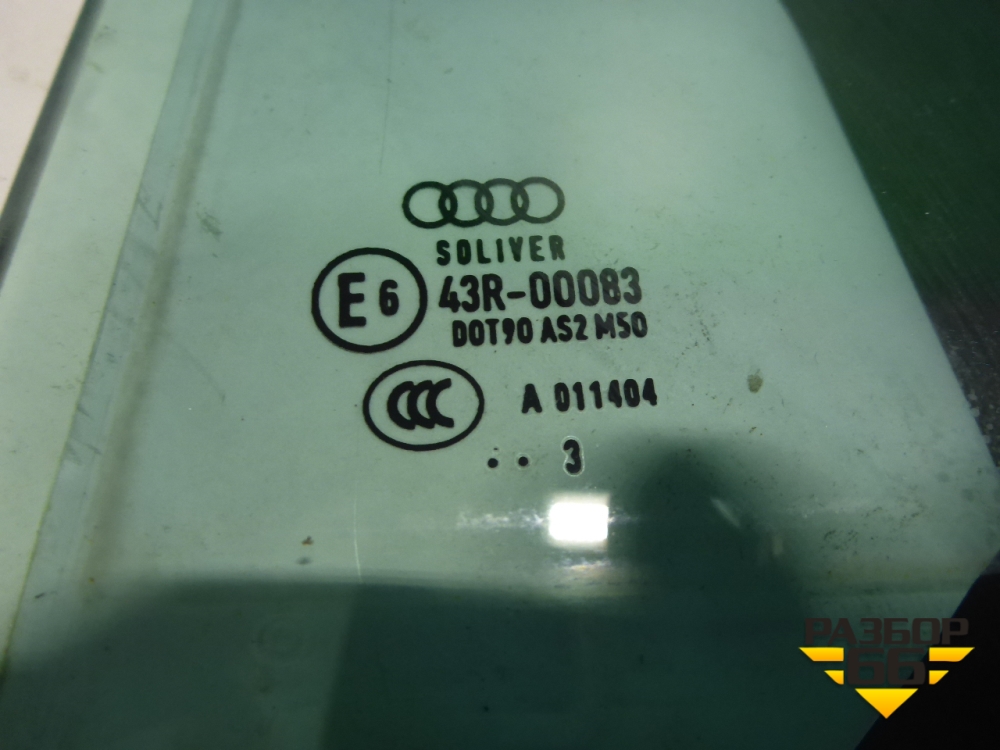 SOLIVER
E6 43R-00083
DOT90 AS2 M50
CCC A 011404
.. 3
РАЗБОР
66